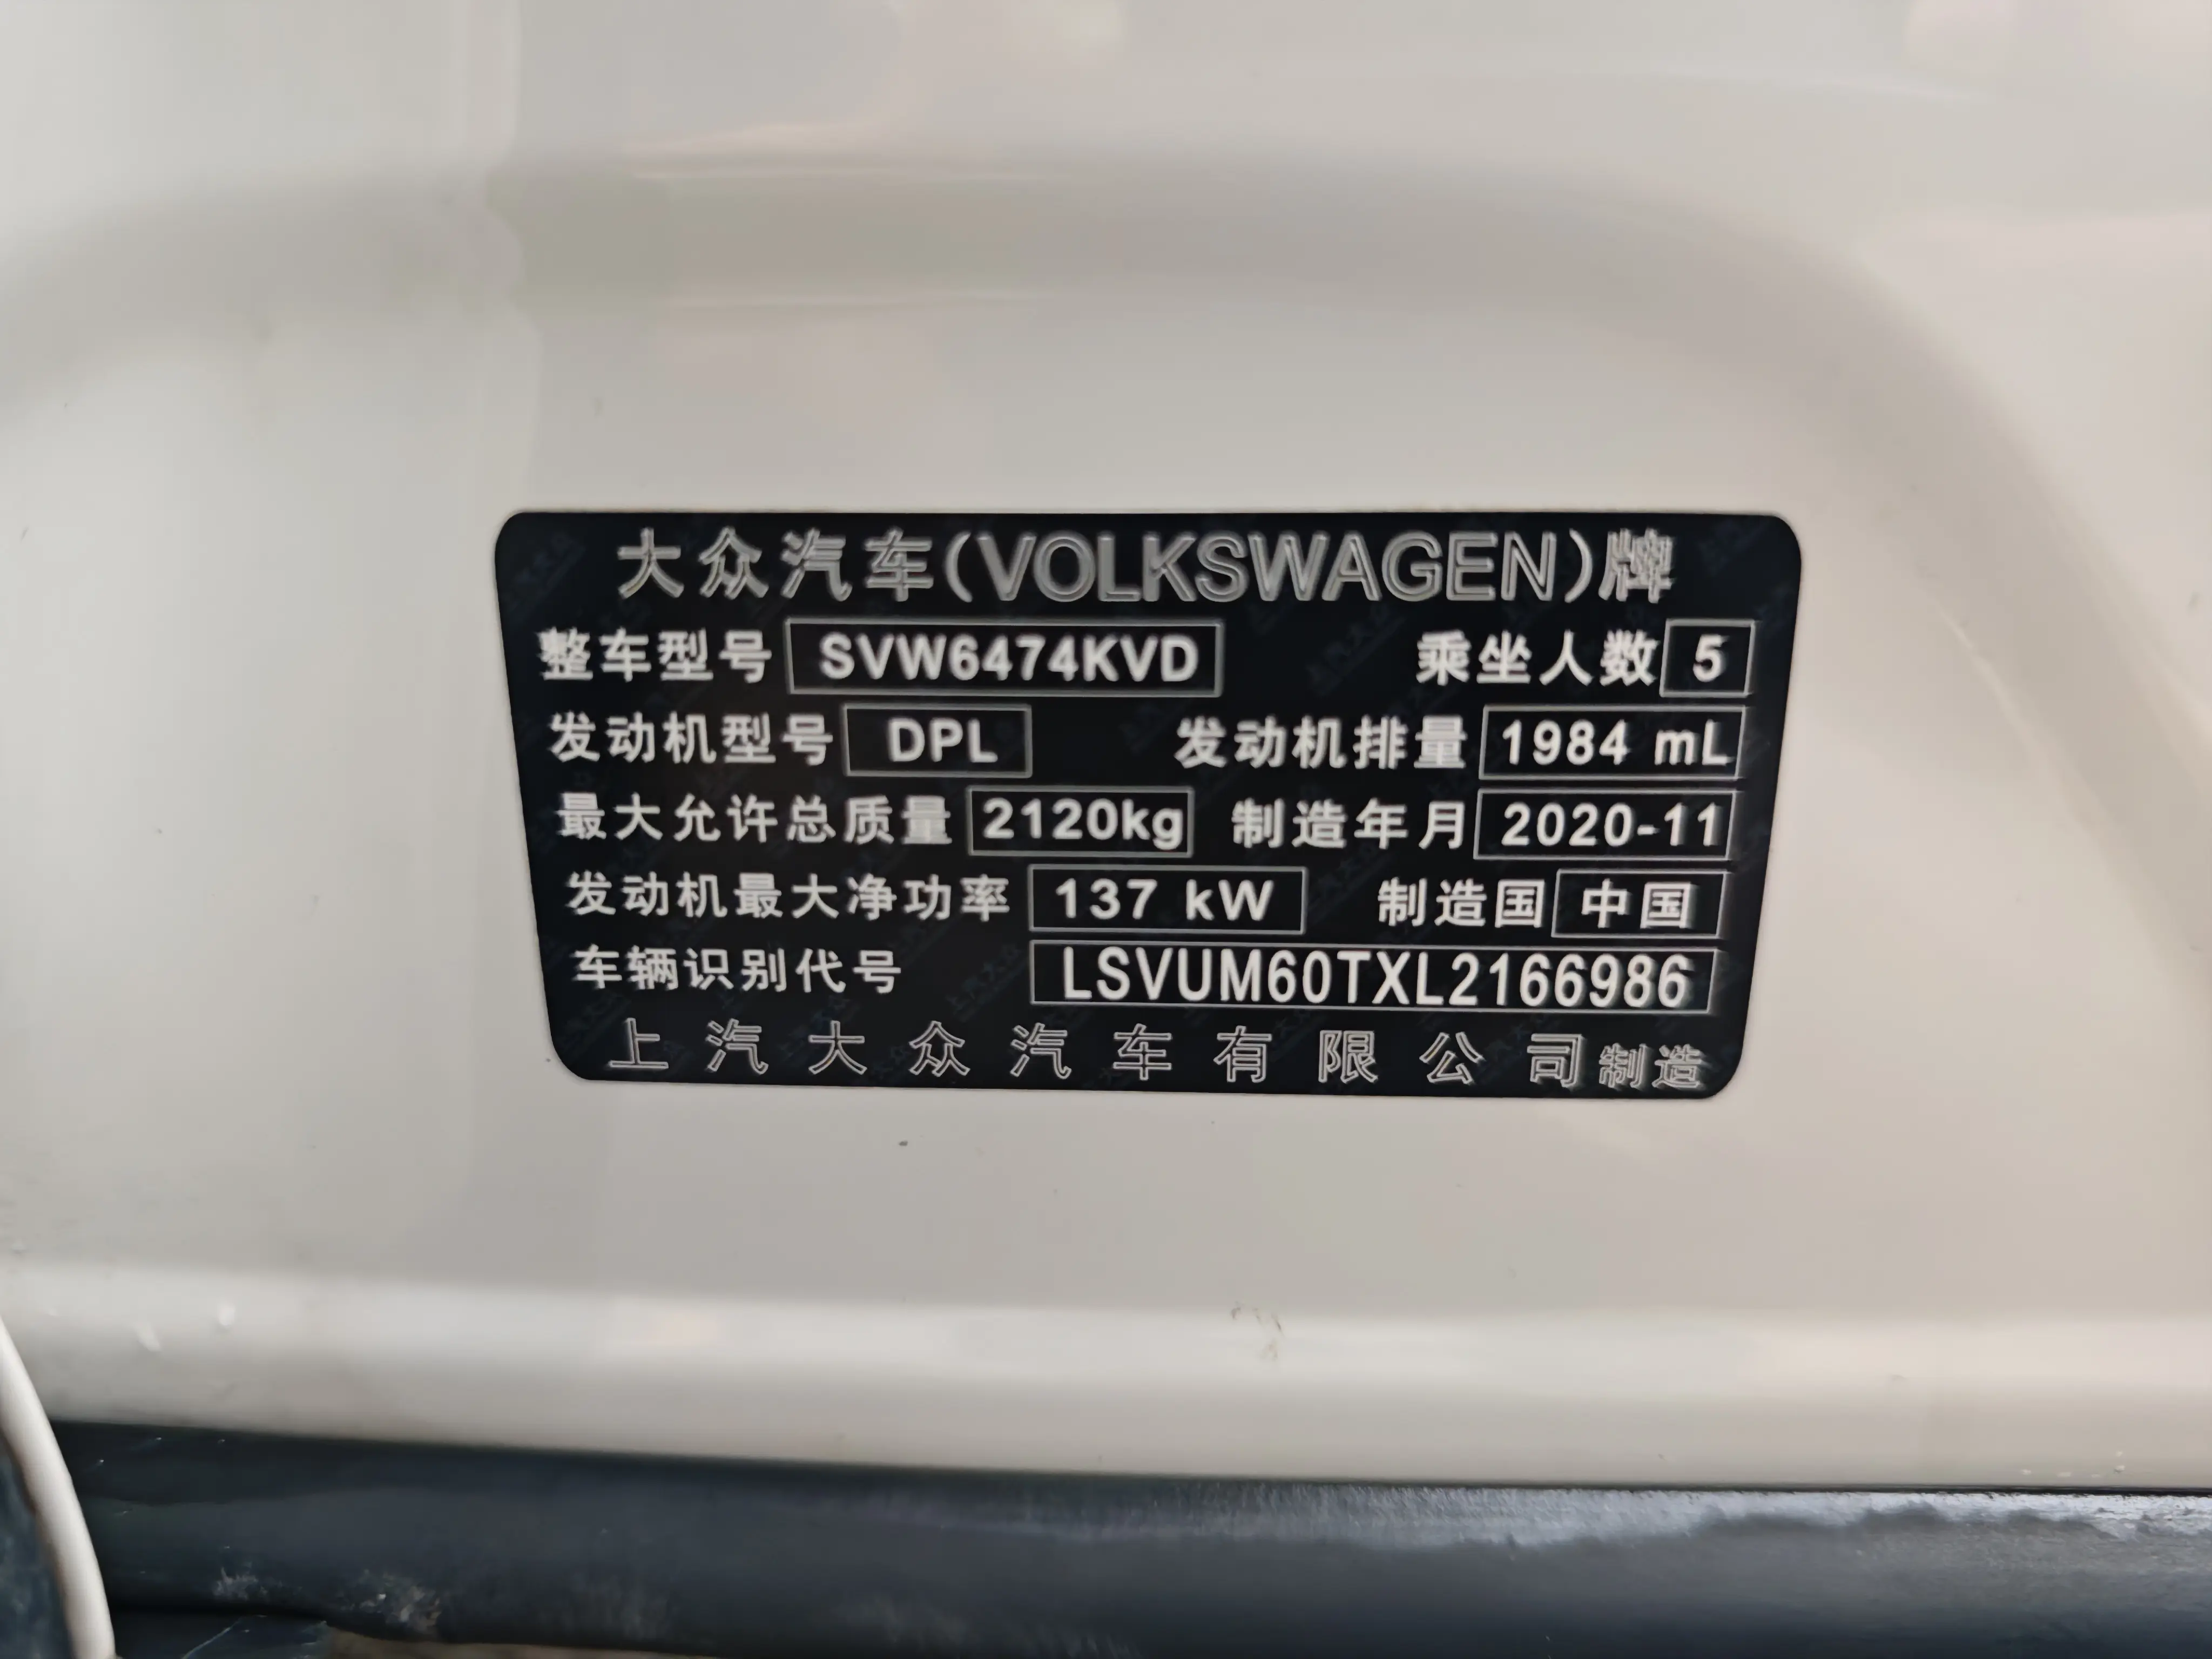 大众汽车(VOLKSWAGEN)牌
整车型号 SVW6474KVD 乘坐人数 5
发动机型号 DPL 发动机排量 1984 mL
最大允许总质量 2120kg 制造年月 2020-11
发动机最大净功率 137 kW 制造国 中国
车辆识别代号 LSVUM60TXL2166986
上汽大众汽车有限公司制造